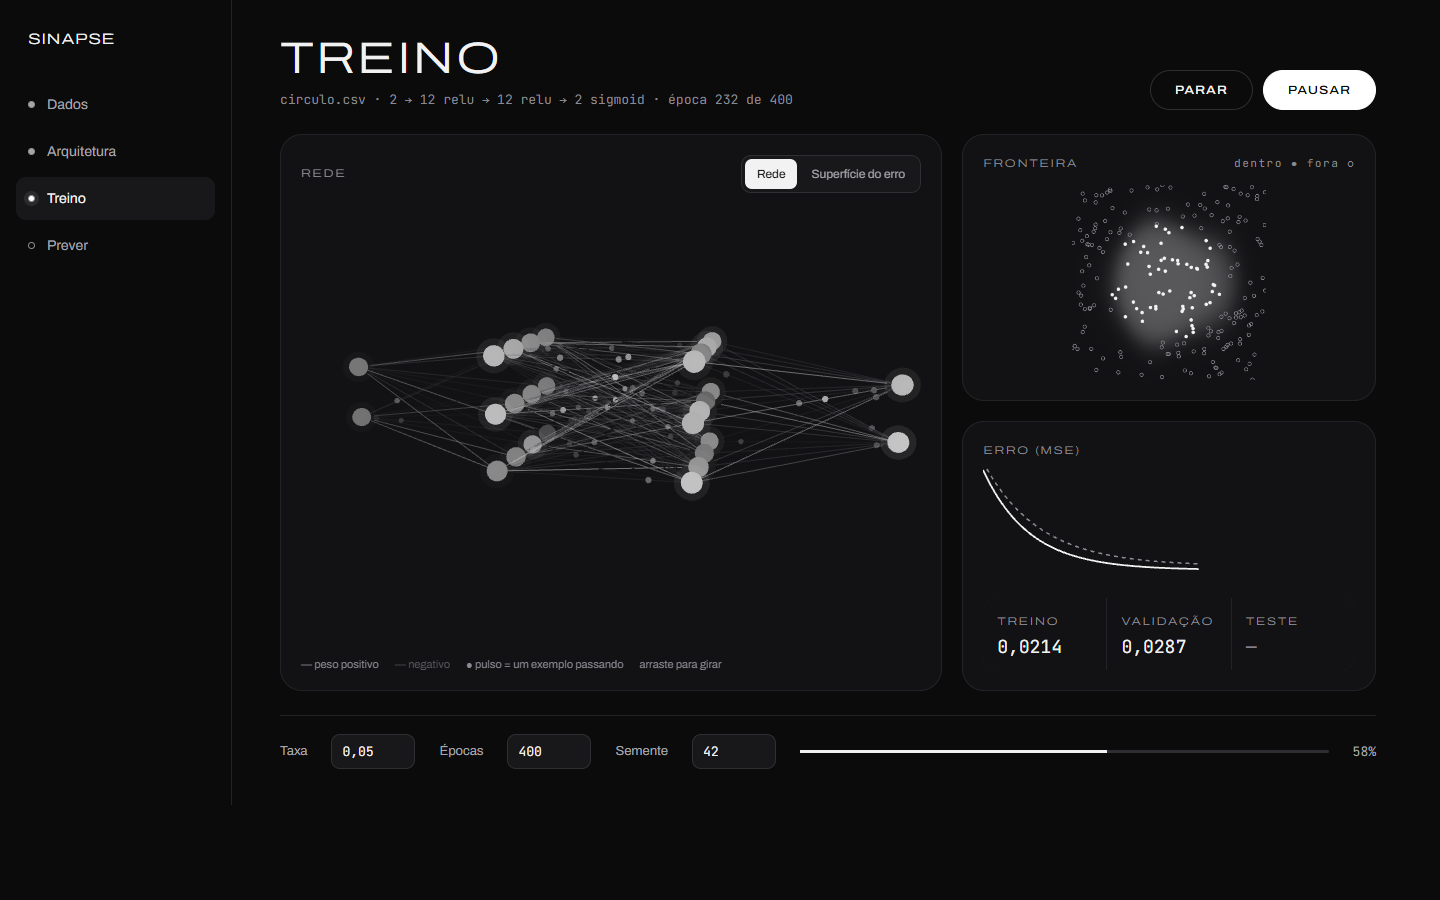 SINAPSE
Dados
Arquitetura
Treino
Prever
TREINO
circulo.csv · 2 → 12 relu → 12 relu → 2 sigmoid · época 232 de 400
PARAR
PAUSAR
REDE
Rede
Superfície do erro
— peso positivo — negativo ● pulso = um exemplo passando arraste para girar
FRONTEIRA
dentro ● fora ○
ERRO (MSE)
TREINO VALIDAÇÃO TESTE
0,0214 0,0287 —
Taxa 0,05 Épocas 400 Semente 42 58%